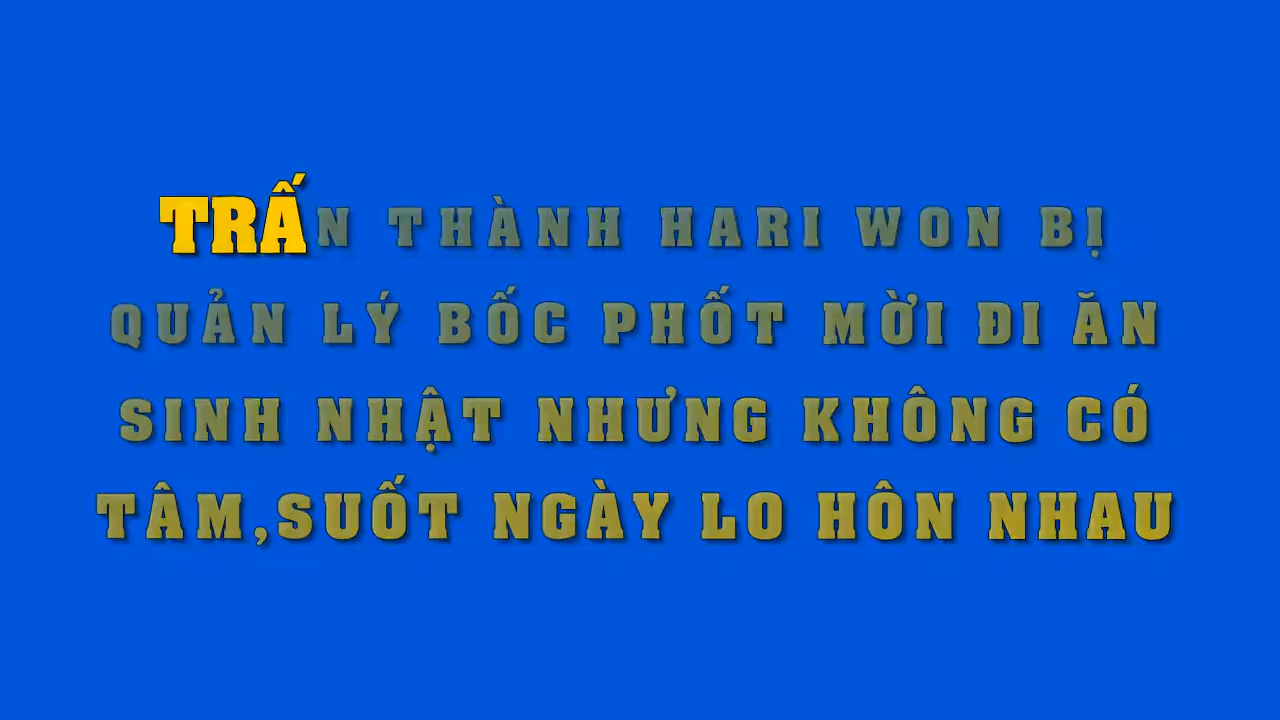 TRẤN THÀNH HARI WON BỊ
QUẢN LÝ BỐC PHỐT MỜI ĐI ĂN
SINH NHẬT NHƯNG KHÔNG CÓ
TÂM,SUỐT NGÀY LO HÔN NHAU